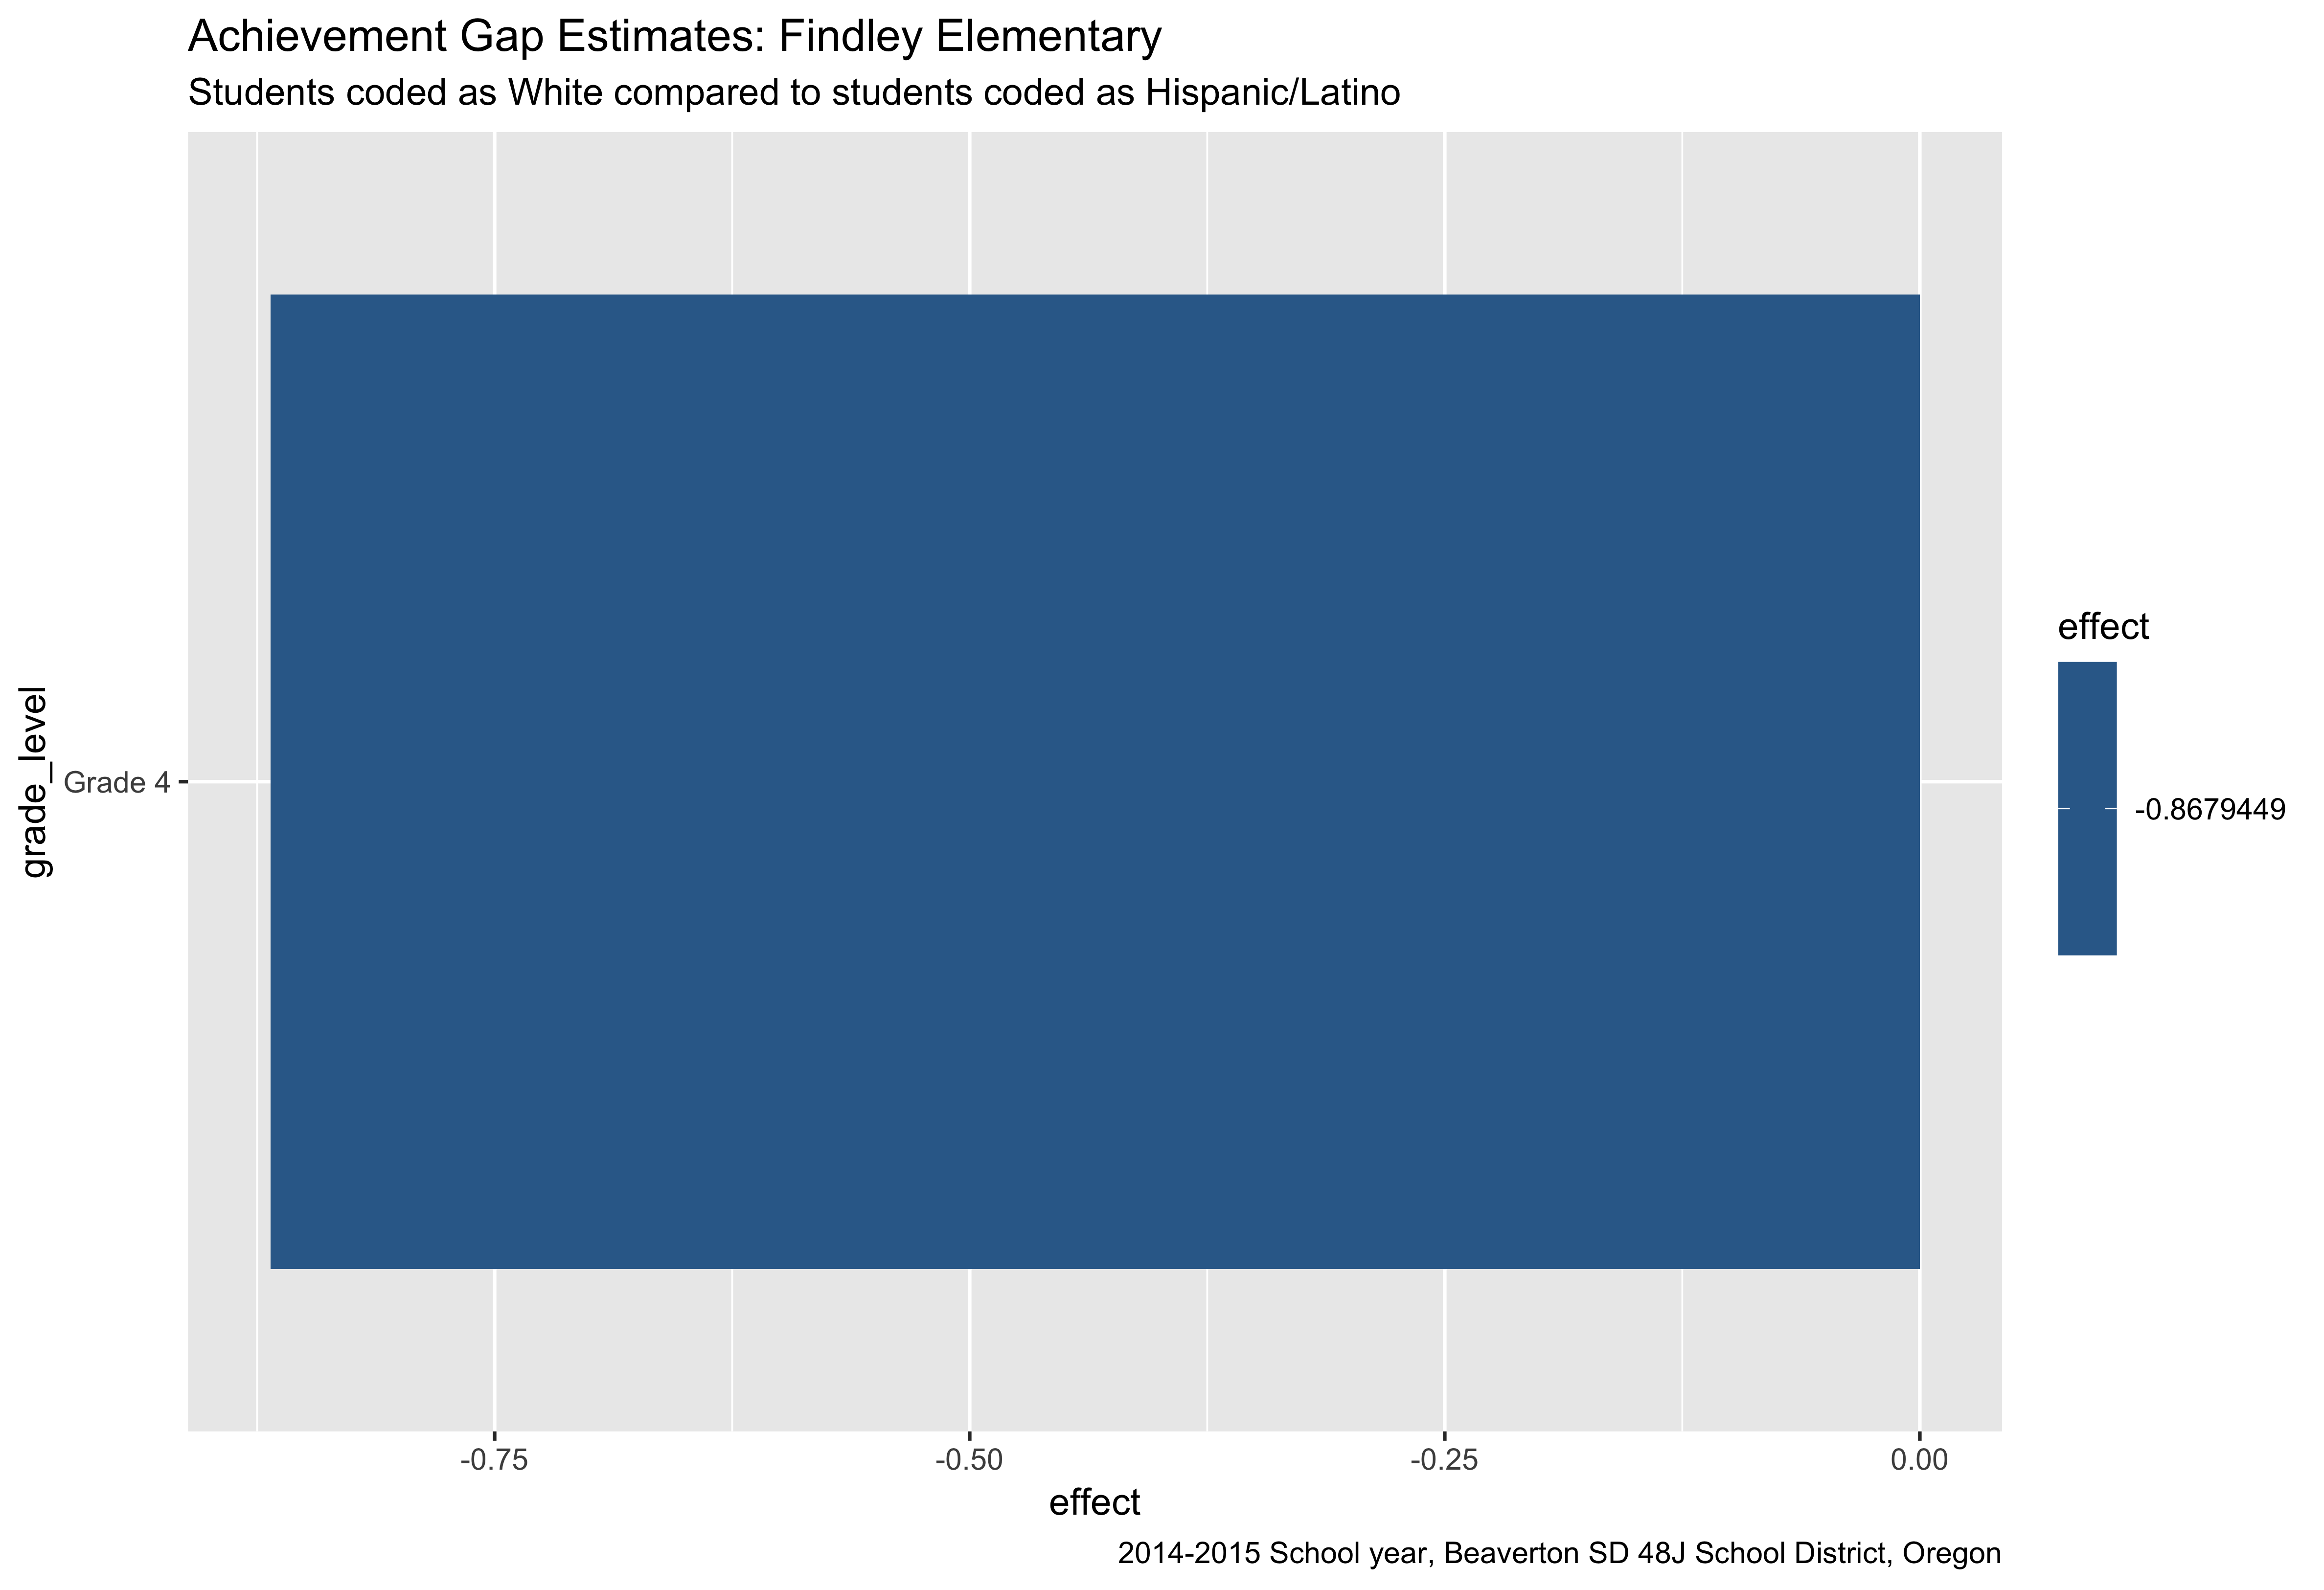 Achievement Gap Estimates: Findley Elementary
Students coded as White compared to students coded as Hispanic/Latino
grade_level
Grade 4
effect
-0.8679449
-0.75
-0.50
-0.25
0.00
effect
2014-2015 School year, Beaverton SD 48J School District, Oregon